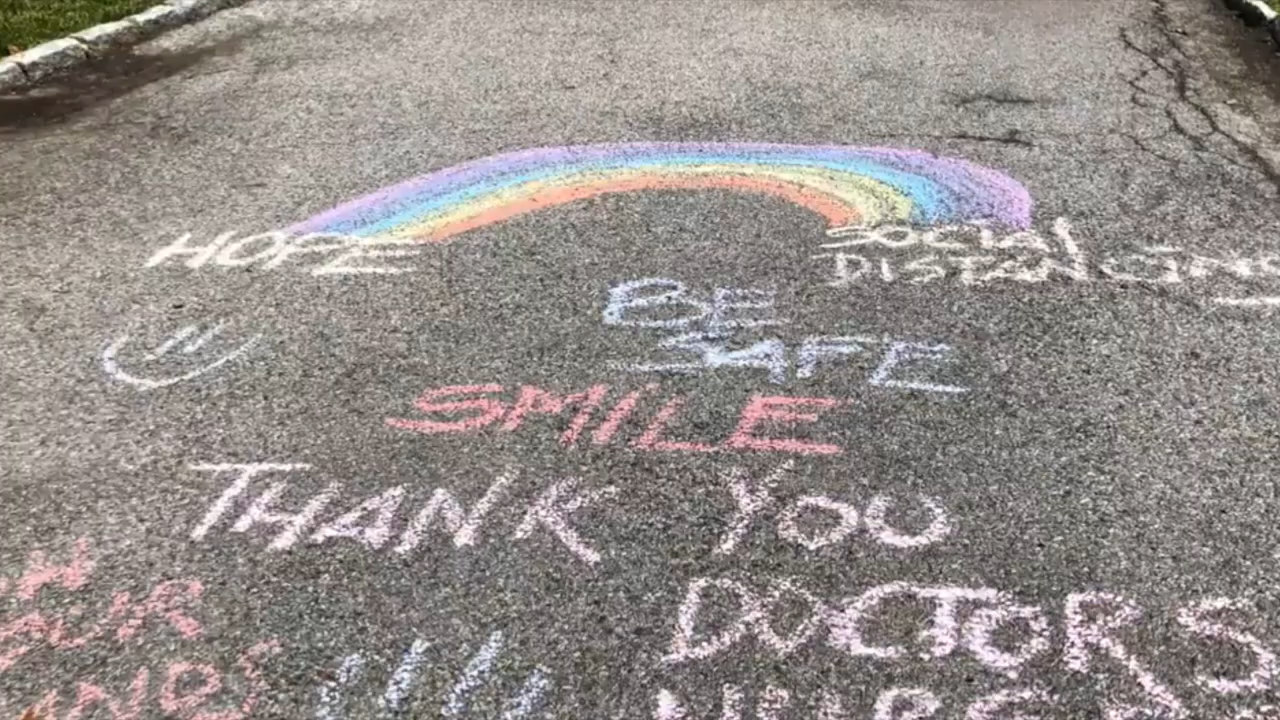 HOPE
SOCIAL
DISTANCING
BE
SAFE
SMILE
THANK YOU
DOCTORS